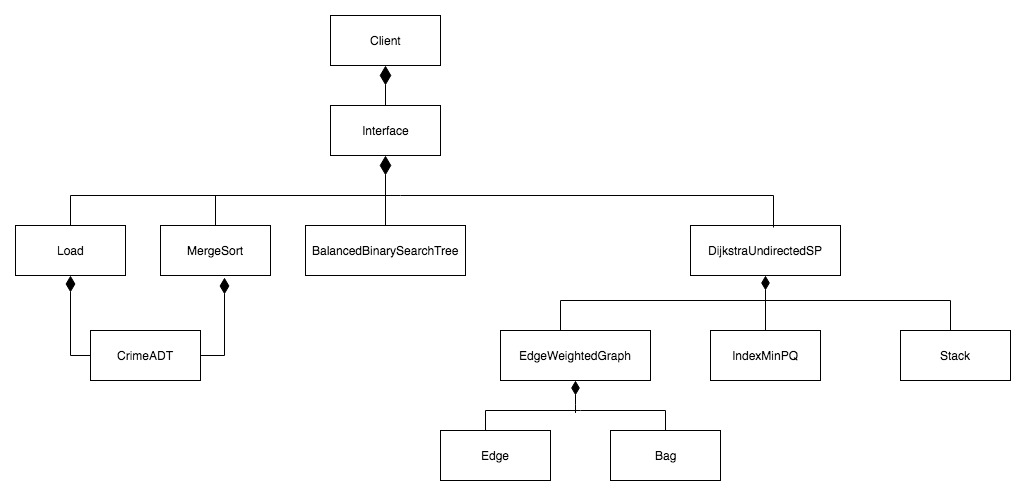 Client
Interface
Load
MergeSort
BalancedBinarySearchTree
DijkstraUndirectedSP
CrimeADT
EdgeWeightedGraph
IndexMinPQ
Stack
Edge
Bag